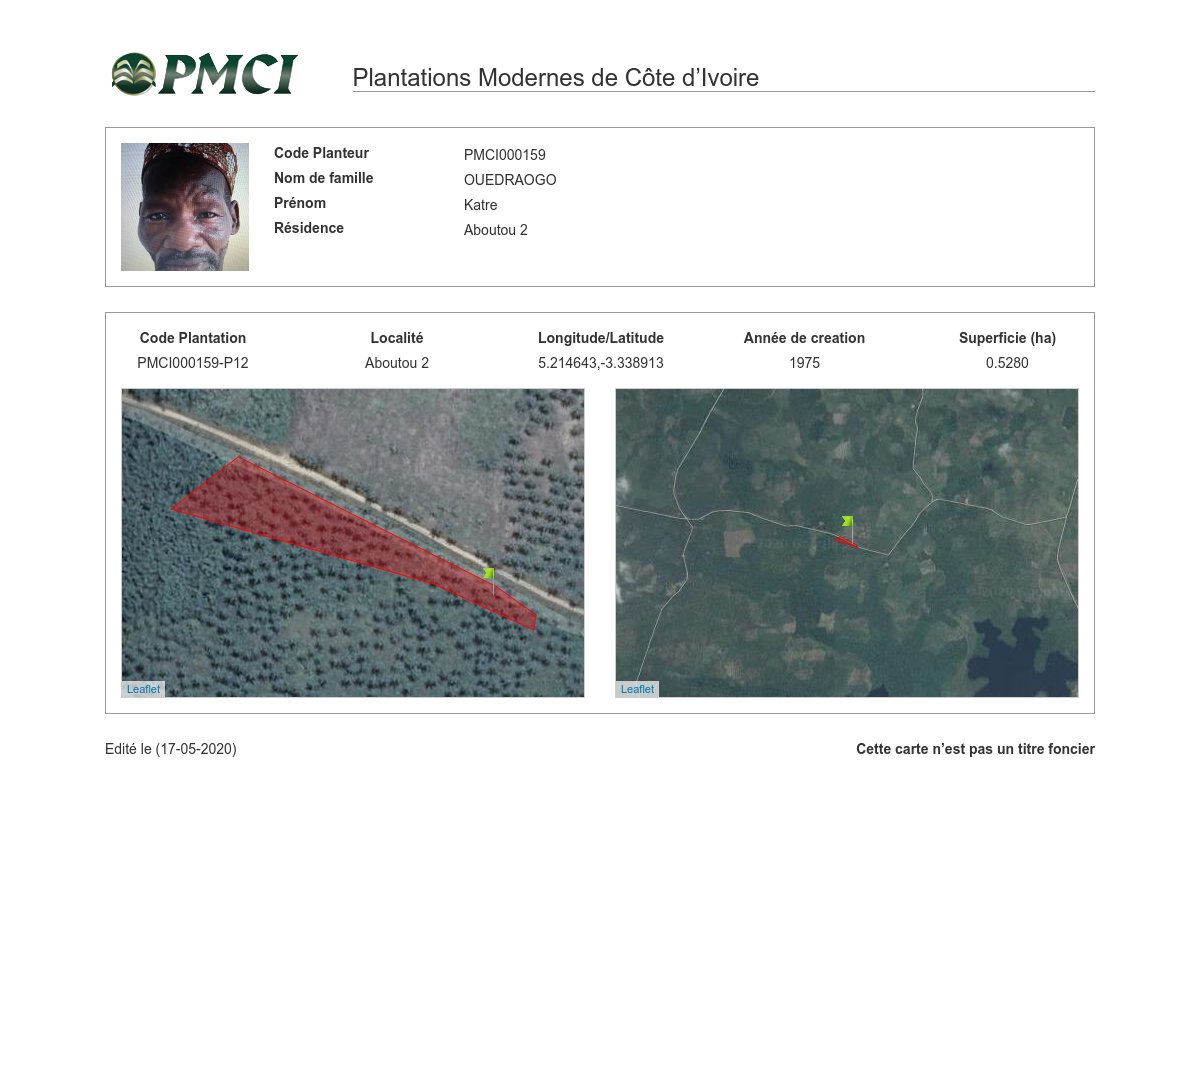 PMCI
Plantations Modernes de Côte d’Ivoire
Code Planteur PMCI000159
Nom de famille OUEDRAOGO
Prénom Katre
Résidence Aboutou 2
Code Plantation Localité Longitude/Latitude Année de creation Superficie (ha)
PMCI000159-P12 Aboutou 2 5.214643,-3.338913 1975 0.5280
Leaflet Leaflet
Edité le (17-05-2020) Cette carte n’est pas un titre foncier